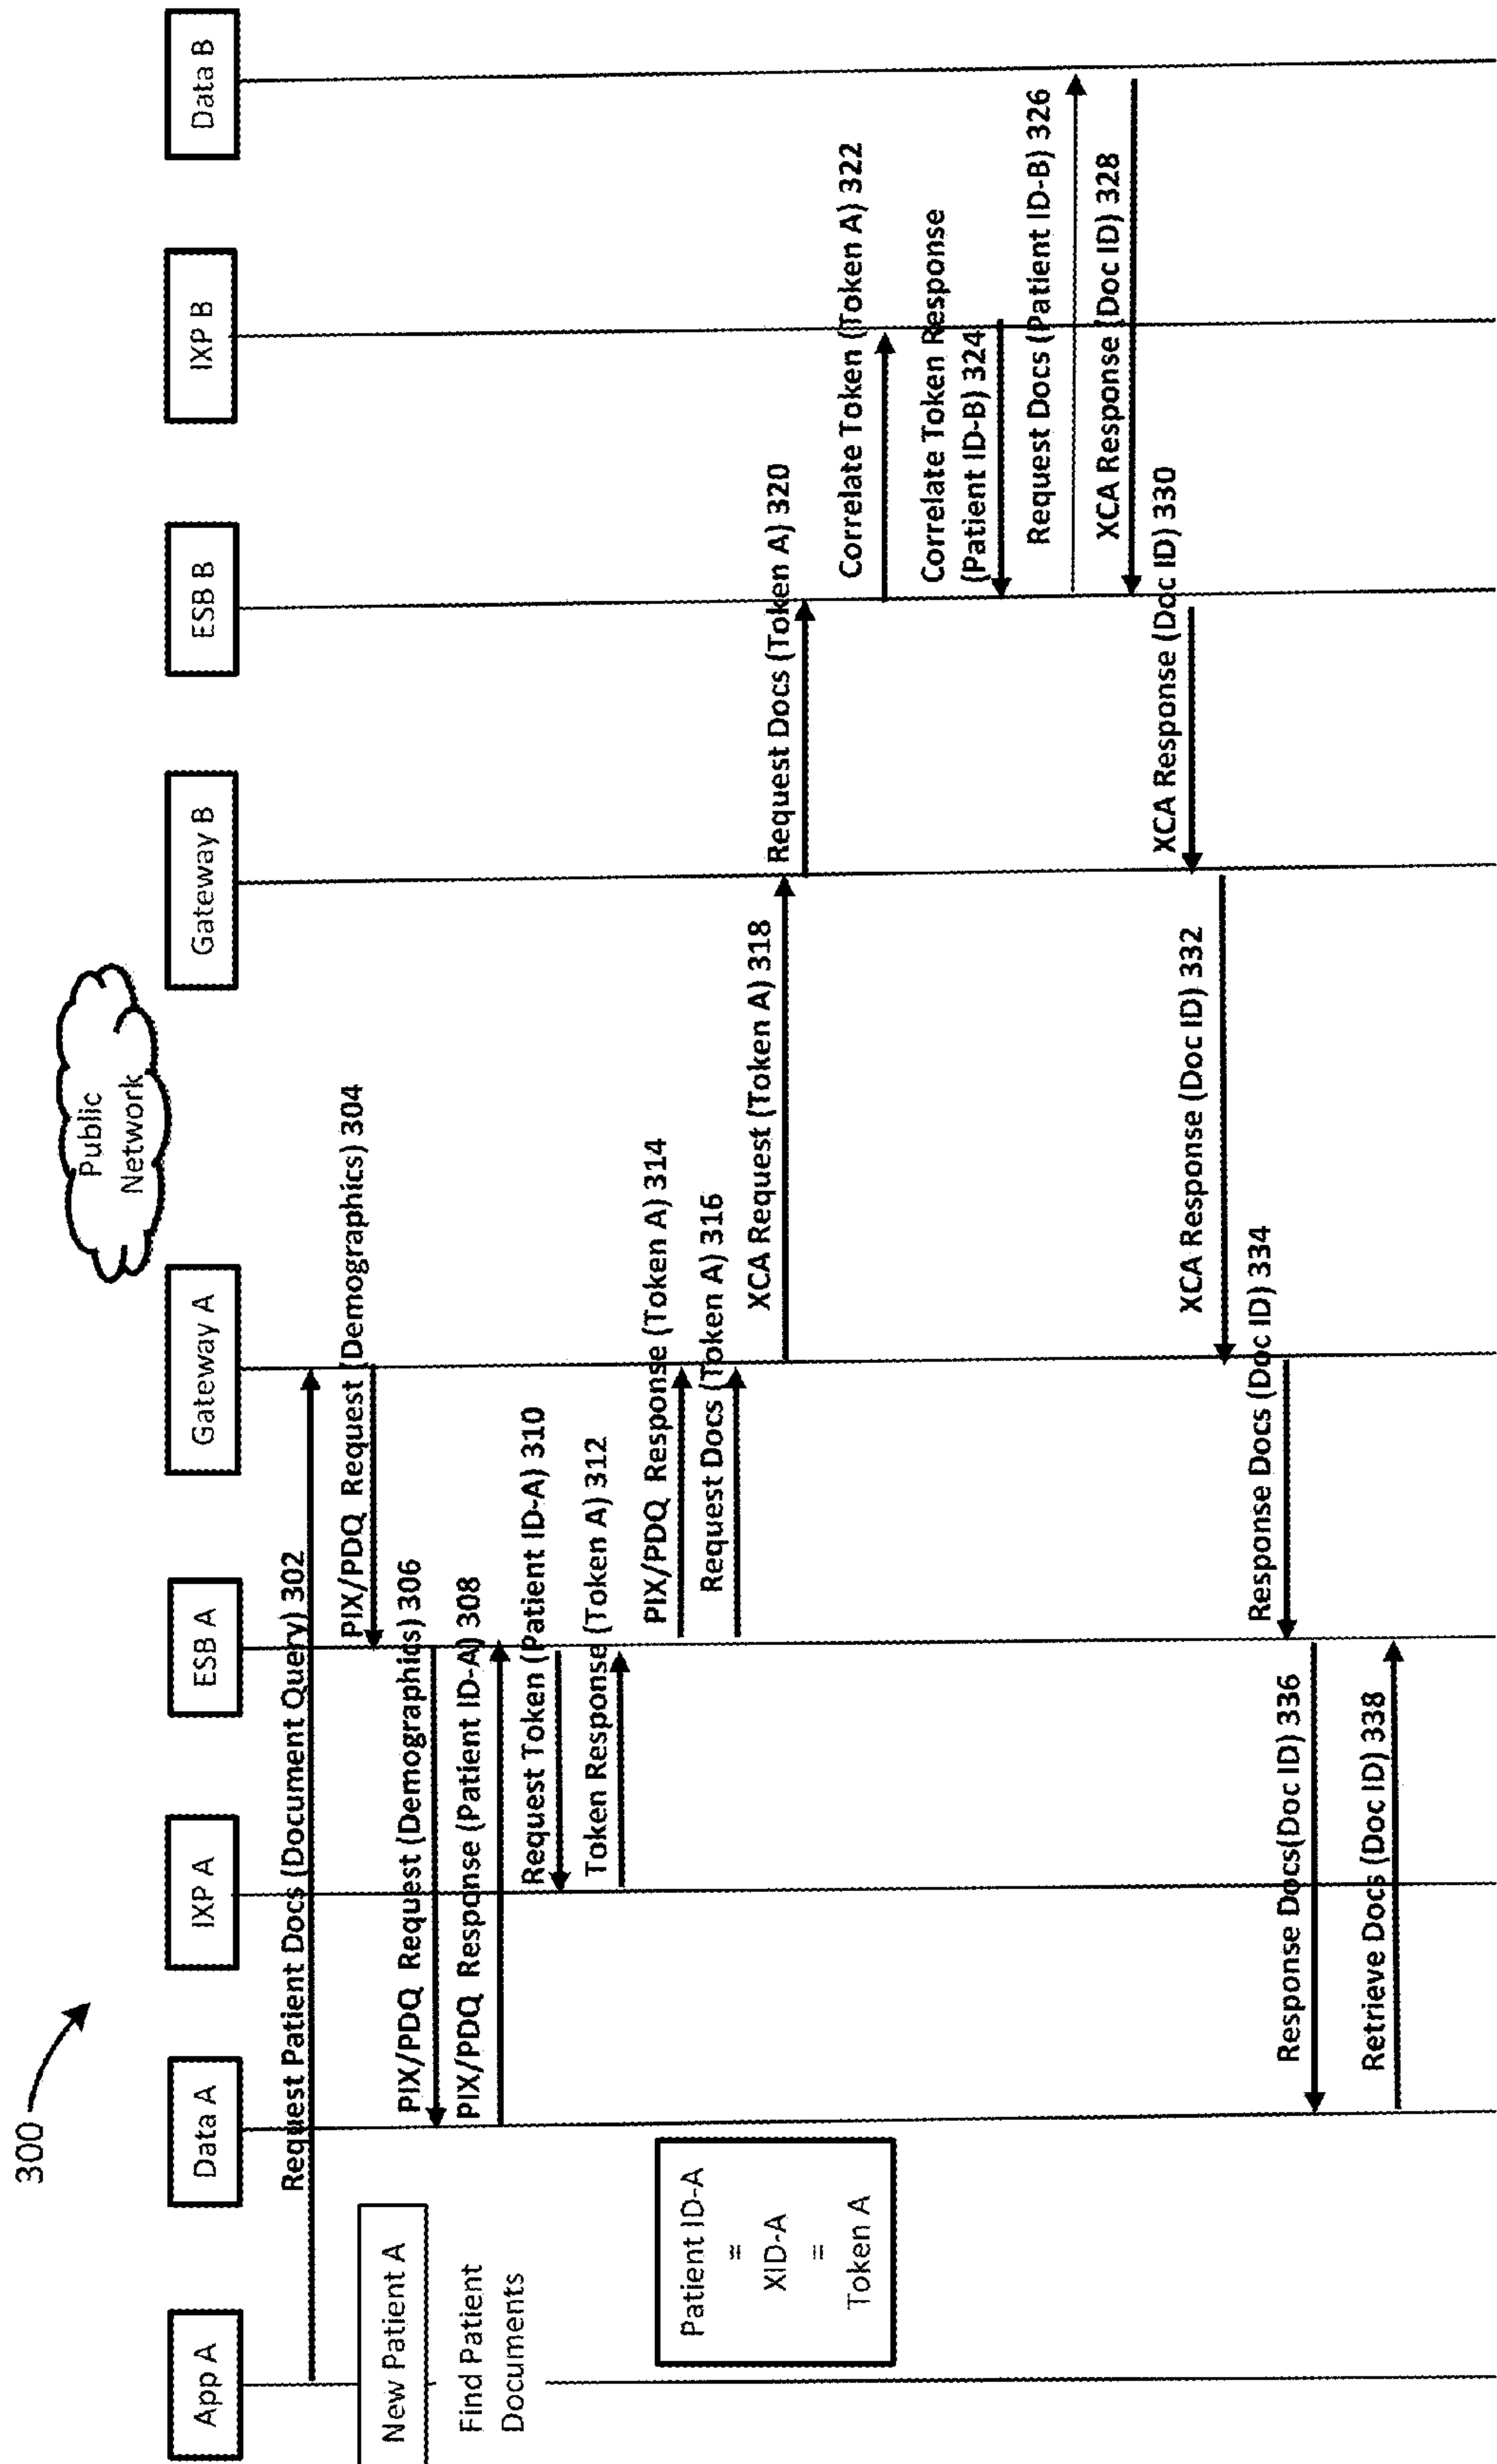 300
Public
Network
App A
Data A
IXP A
ESB A
Gateway A
Gateway B
ESB B
IXP B
Data B
Request Patient Docs (Document Query) 302
New Patient A
Find Patient
Documents
PIX/PDQ Request (Demographics) 304
PIX/PDQ Request (Demographics) 306
PIX/PDQ Response (Patient ID-A) 308
Request Token (Patient ID-A) 310
Token Response (Token A) 312
PIX/PDQ Response (Token A) 314
Request Docs (Token A) 316
Patient ID-A
=
XID-A
=
Token A
XCA Request (Token A) 318
Request Docs (Token A) 320
Correlate Token (Token A) 322
Correlate Token Response
(Patient ID-B) 324
Request Docs (Patient ID-B) 326
XCA Response (Doc ID) 328
XCA Response (Doc ID) 330
XCA Response (Doc ID) 332
Response Docs (Doc ID) 334
Response Docs(Doc ID) 336
Retrieve Docs (Doc ID) 338